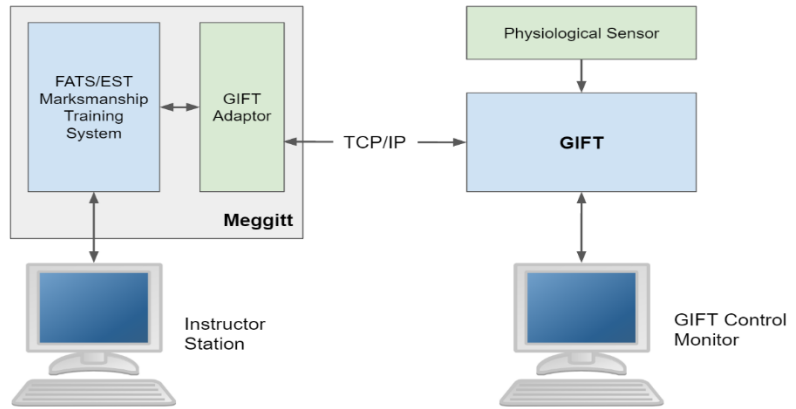 FATS/EST
Marksmanship
Training
System
GIFT
Adaptor
Meggitt
TCP/IP
Physiological Sensor
GIFT
Instructor
Station
GIFT Control
Monitor